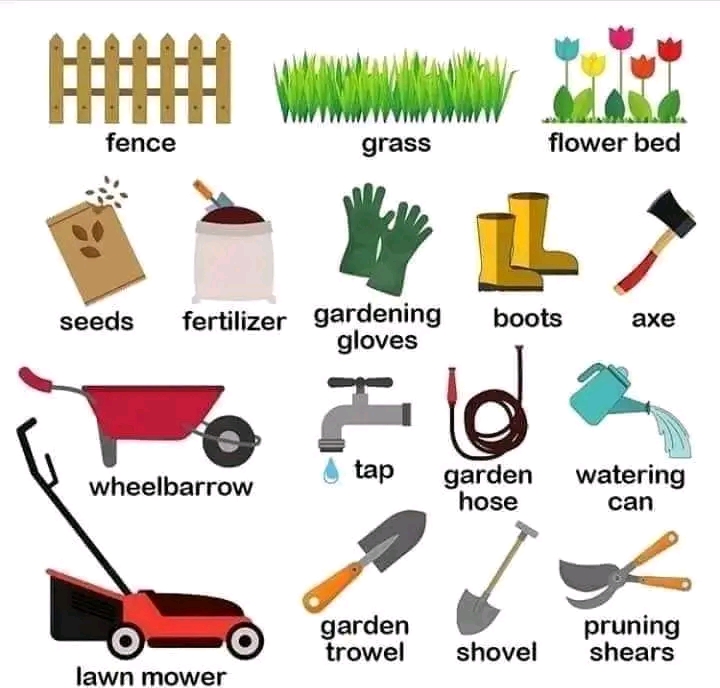 fence
grass
flower bed
seeds
fertilizer
gardening
gloves
boots
axe
wheelbarrow
tap
garden
hose
watering
can
lawn mower
garden
trowel
shovel
pruning
shears